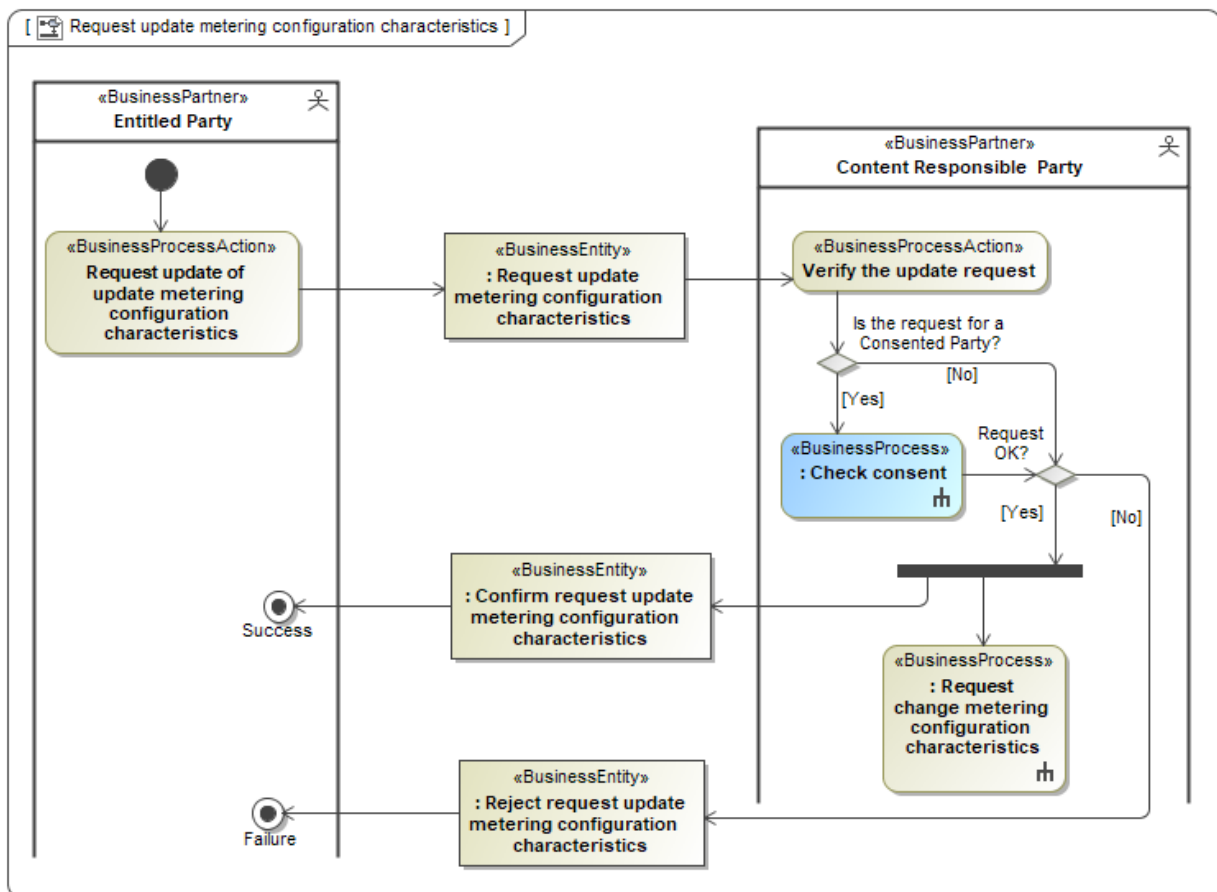 [ Request update metering configuration characteristics ]
«BusinessPartner»
Entitled Party
«BusinessPartner»
Content Responsible Party
«BusinessProcessAction»
Request update of
update metering
configuration
characteristics
«BusinessEntity»
: Request update
metering configuration
characteristics
«BusinessProcessAction»
Verify the update request
Is the request for a
Consented Party?
[No]
[Yes]
«BusinessProcess»
: Check consent
Request
OK?
[Yes]
[No]
«BusinessEntity»
: Confirm request update
metering configuration
characteristics
Success
«BusinessProcess»
: Request
change metering
configuration
characteristics
«BusinessEntity»
: Reject request update
metering configuration
characteristics
Failure